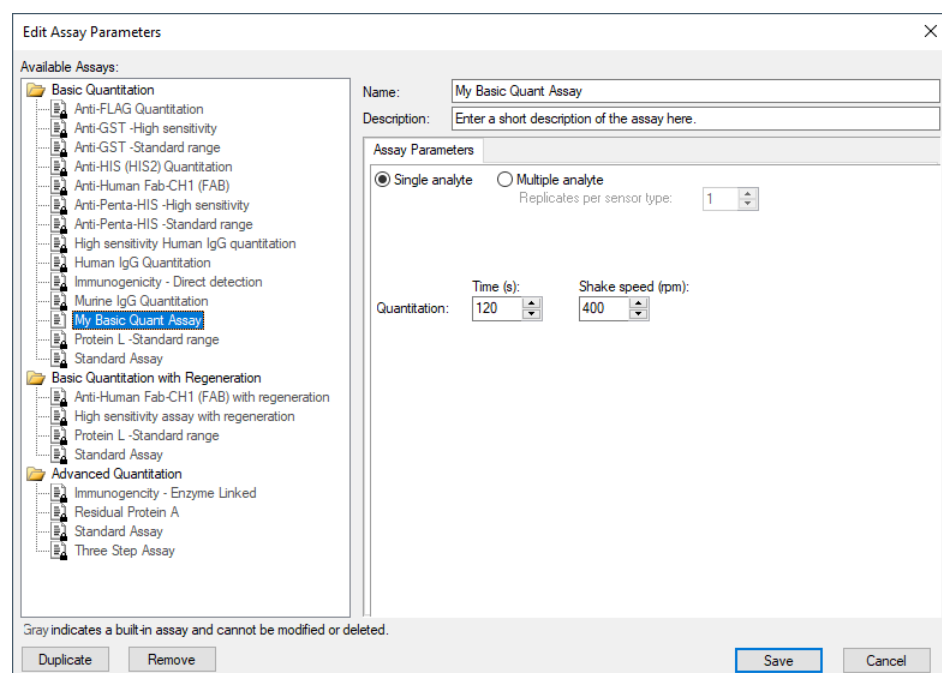 Edit Assay Parameters
Available Assays:
Basic Quantitation
Anti-FLAG Quantitation
Anti-GST -High sensitivity
Anti-GST -Standard range
Anti-HIS (HIS2) Quantitation
Anti-Human Fab-CH1 (FAB)
Anti-Penta-HIS -High sensitivity
Anti-Penta-HIS -Standard range
High sensitivity Human IgG quantitation
Human IgG Quantitation
Immunogenicity - Direct detection
Murine IgG Quantitation
My Basic Quant Assay
Protein L -Standard range
Standard Assay
Basic Quantitation with Regeneration
Anti-Human Fab-CH1 (FAB) with regeneration
High sensitivity assay with regeneration
Protein L -Standard range
Standard Assay
Advanced Quantitation
Immunogencity - Enzyme Linked
Residual Protein A
Standard Assay
Three Step Assay
Gray indicates a built-in assay and cannot be modified or deleted.
Duplicate Remove
Name: My Basic Quant Assay
Description: Enter a short description of the assay here.
Assay Parameters
Single analyte Multiple analyte
Replicates per sensor type: 1
Time (s): Shake speed (rpm):
Quantitation: 120 400
Save Cancel